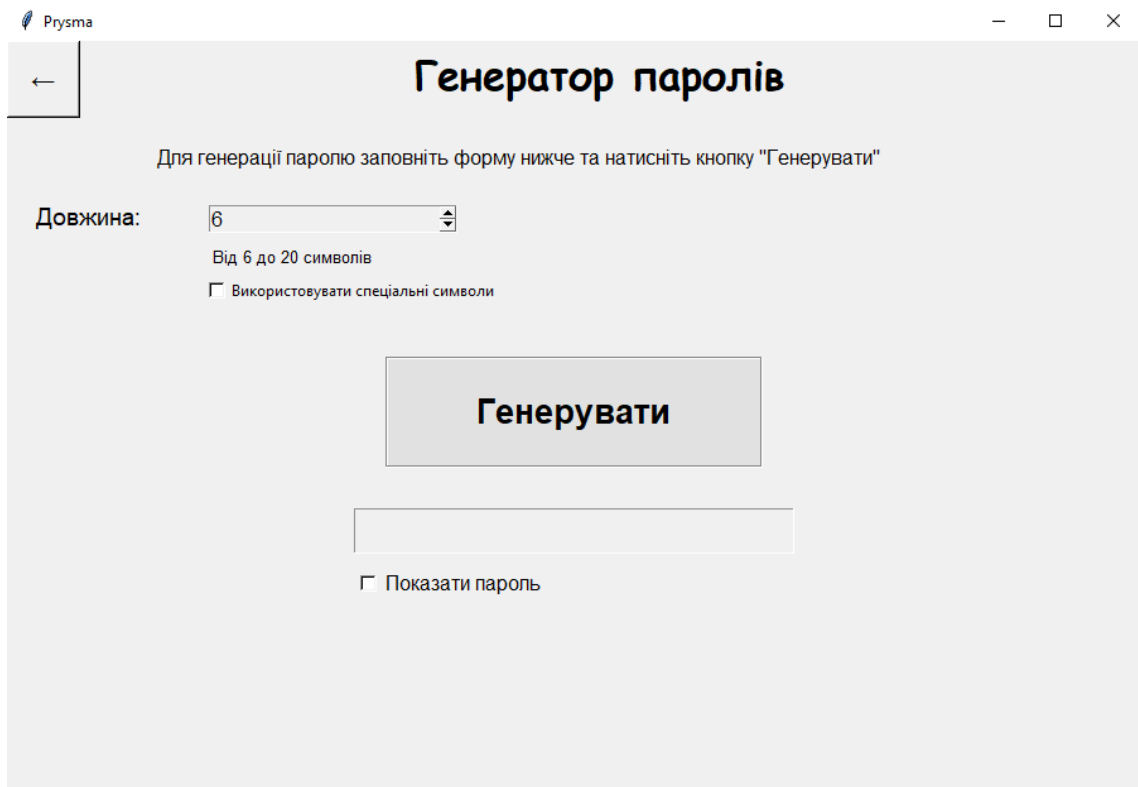 Prysma
←
Генератор паролів
Для генерації паролю заповніть форму нижче та натисніть кнопку "Генерувати"
Довжина: 6
Від 6 до 20 символів
Використовувати спеціальні символи
Генерувати
Показати пароль